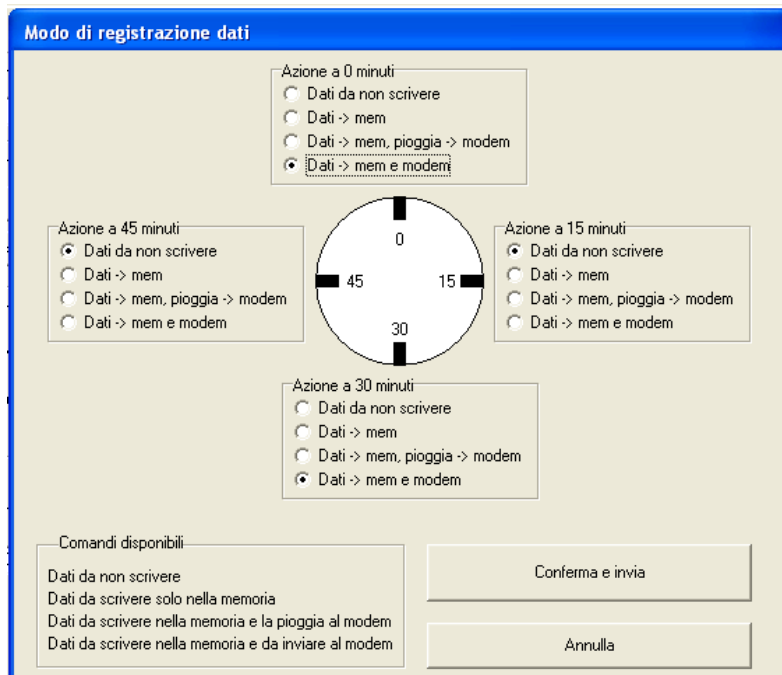 Modo di registrazione dati
Azione a 0 minuti
Dati da non scrivere
Dati -> mem
Dati -> mem, pioggia -> modem
Dati -> mem e modem
Azione a 45 minuti
Dati da non scrivere
Dati -> mem
Dati -> mem, pioggia -> modem
Dati -> mem e modem
0
45
15
30
Azione a 15 minuti
Dati da non scrivere
Dati -> mem
Dati -> mem, pioggia -> modem
Dati -> mem e modem
Azione a 30 minuti
Dati da non scrivere
Dati -> mem
Dati -> mem, pioggia -> modem
Dati -> mem e modem
Comandi disponibili
Dati da non scrivere
Dati da scrivere solo nella memoria
Dati da scrivere nella memoria e la pioggia al modem
Dati da scrivere nella memoria e da inviare al modem
Conferma e invia
Annulla